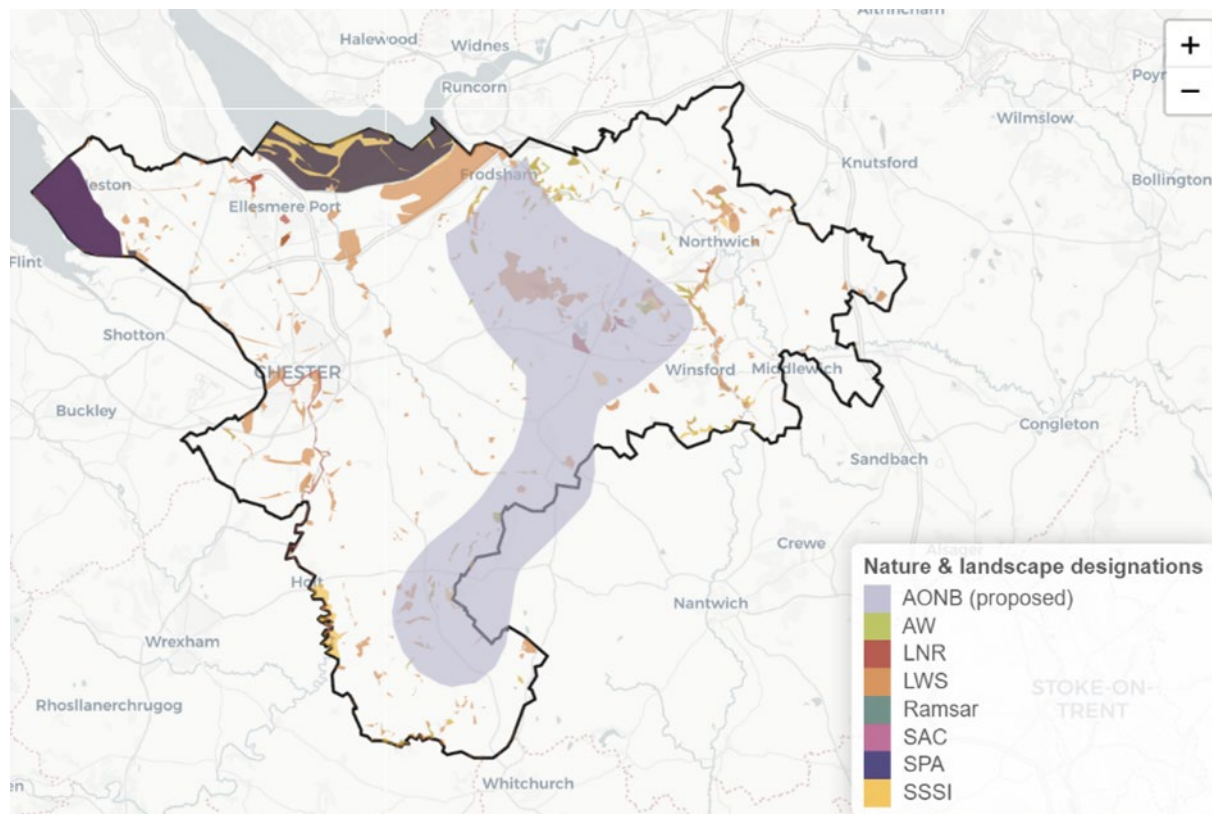 Altrincham
Halewood
Widnes
+
Runcorn
−
Wilmslow
Knutsford
Bollington
Frodsham
Ellesmere Port
Northwich
Flint
Shotton
CHESTER
Winsford
Middlewich
Buckley
Congleton
Sandbach
Crewe
Alsager
Nature & landscape designations
AONB (proposed)
Holt
AW
Nantwich
Wrexham
LNR
LWS
STOKE-ON-
TRENT
Rhosllanerchrugog
Ramsar
SAC
SPA
Whitchurch
SSSI